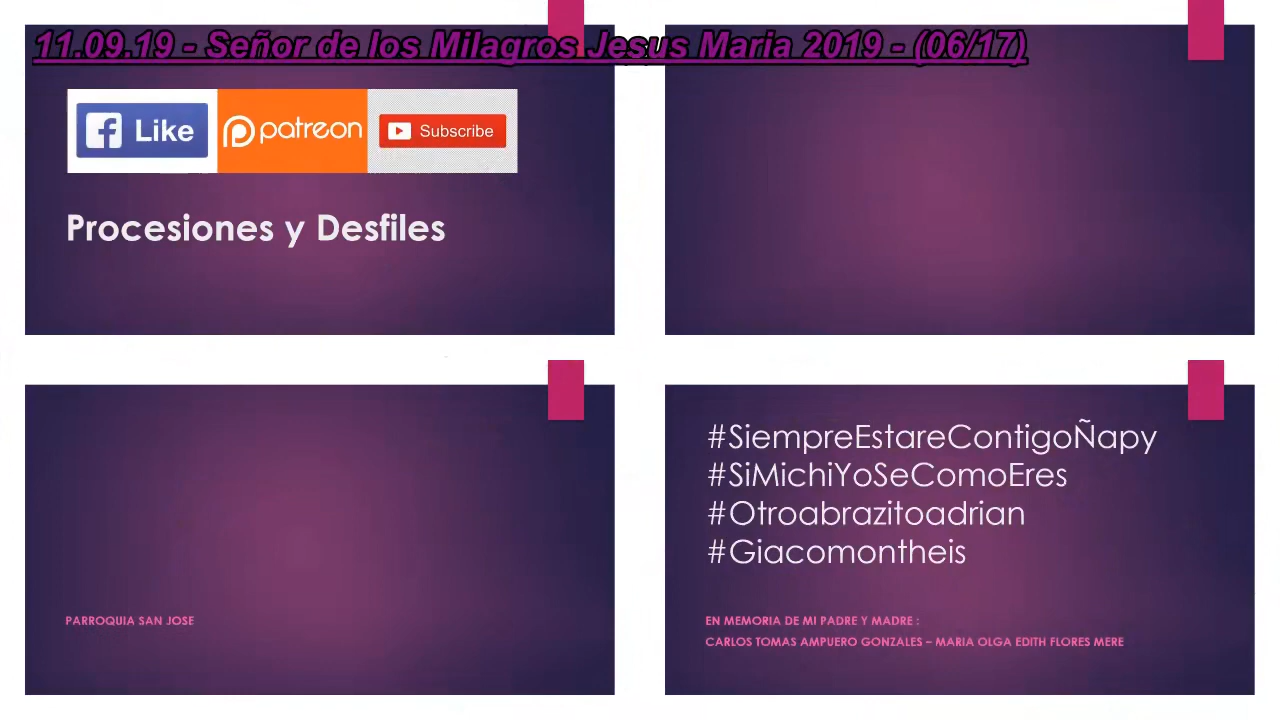 11.09.19 - Señor de los Milagros Jesus Maria 2019 - (06/17)
Like
patreon
Subscribe
Procesiones y Desfiles
PARROQUIA SAN JOSE
#SiempreEstareContigoÑapy
#SiMichiYoSeComoEres
#Otroabrazitoadrian
#Giacomontheis
EN MEMORIA DE MI PADRE Y MADRE :
CARLOS TOMAS AMPUERO GONZALES – MARIA OLGA EDITH FLORES MERE